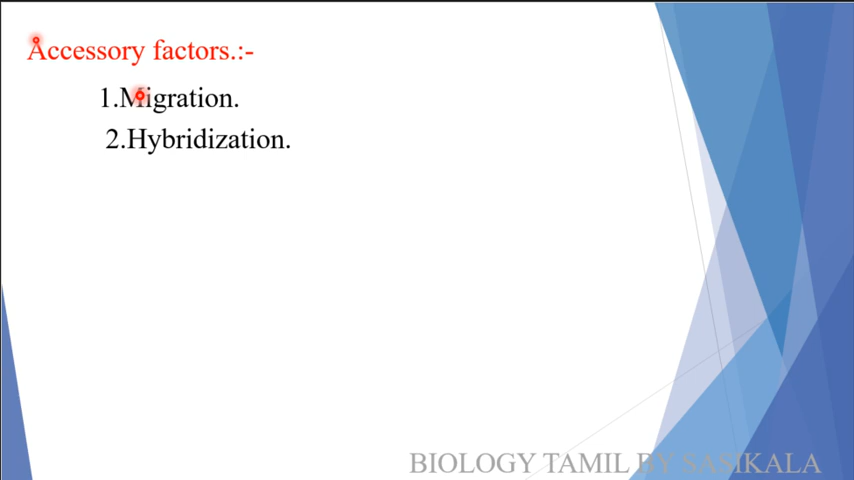 Accessory factors.:-
1.Migration.
2.Hybridization.
BIOLOGY TAMIL BY SASIKALA